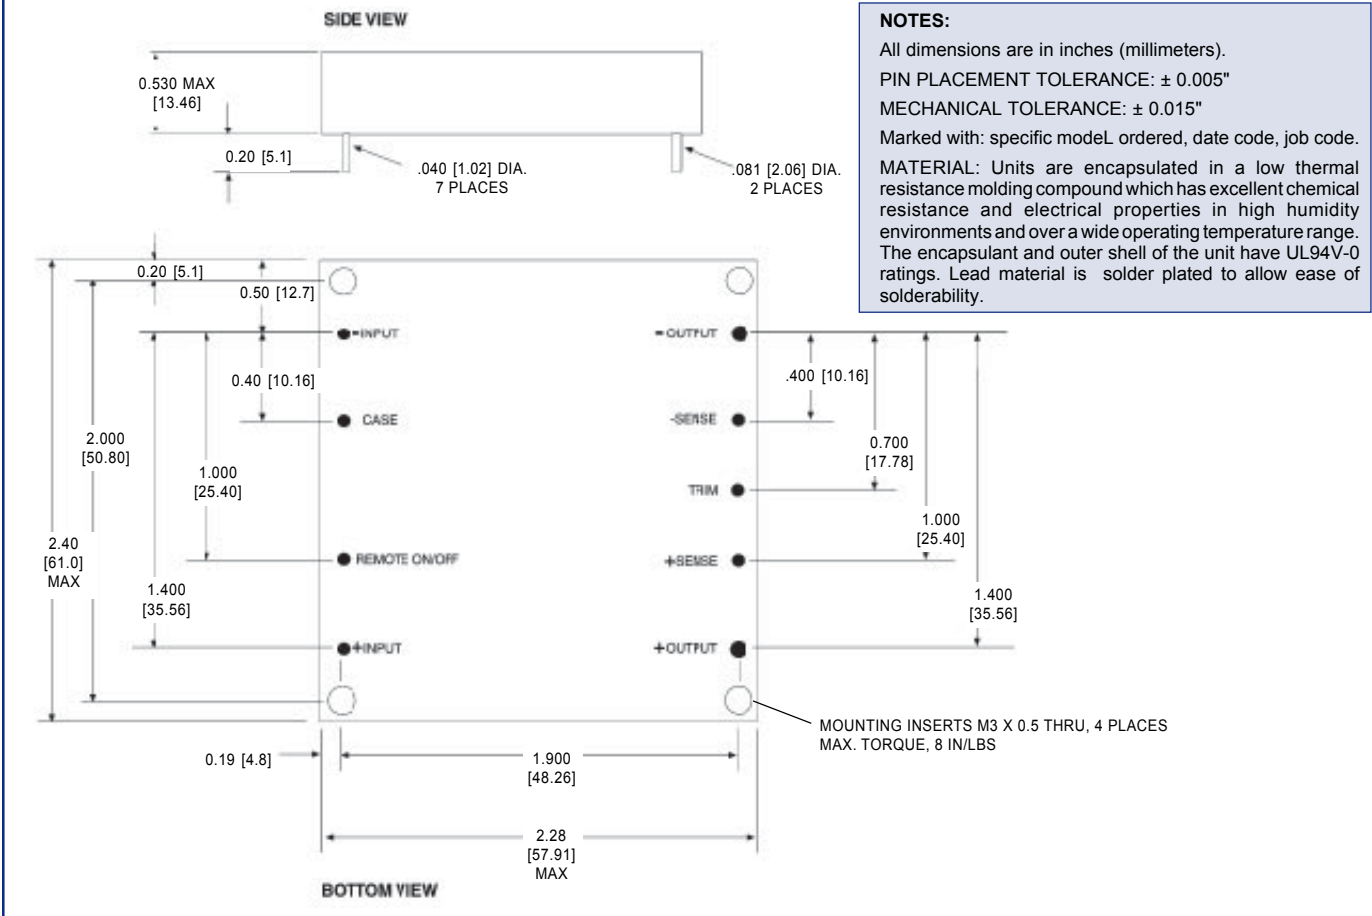 SIDE VIEW
0.530 MAX
[13.46]
0.20 [5.1]
.040 [1.02] DIA.
7 PLACES
.081 [2.06] DIA.
2 PLACES
NOTES:
All dimensions are in inches (millimeters).
PIN PLACEMENT TOLERANCE: ± 0.005"
MECHANICAL TOLERANCE: ± 0.015"
Marked with: specific modeL ordered, date code, job code.
MATERIAL: Units are encapsulated in a low thermal
resistance molding compound which has excellent chemical
resistance and electrical properties in high humidity
environments and over a wide operating temperature range.
The encapsulant and outer shell of the unit have UL94V-0
ratings. Lead material is solder plated to allow ease of
solderability.
0.20 [5.1]
0.50 [12.7]
-INPUT
-OUTPUT
0.40 [10.16]
.400 [10.16]
CASE
-SENSE
2.000
[50.80]
0.700
[17.78]
1.000
[25.40]
TRIM
1.000
[25.40]
2.40
[61.0]
MAX
REMOTE ON/OFF
+SENSE
1.400
[35.56]
1.400
[35.56]
+INPUT
+OUTPUT
MOUNTING INSERTS M3 X 0.5 THRU, 4 PLACES
MAX. TORQUE, 8 IN/LBS
0.19 [4.8]
1.900
[48.26]
2.28
[57.91]
MAX
BOTTOM VIEW